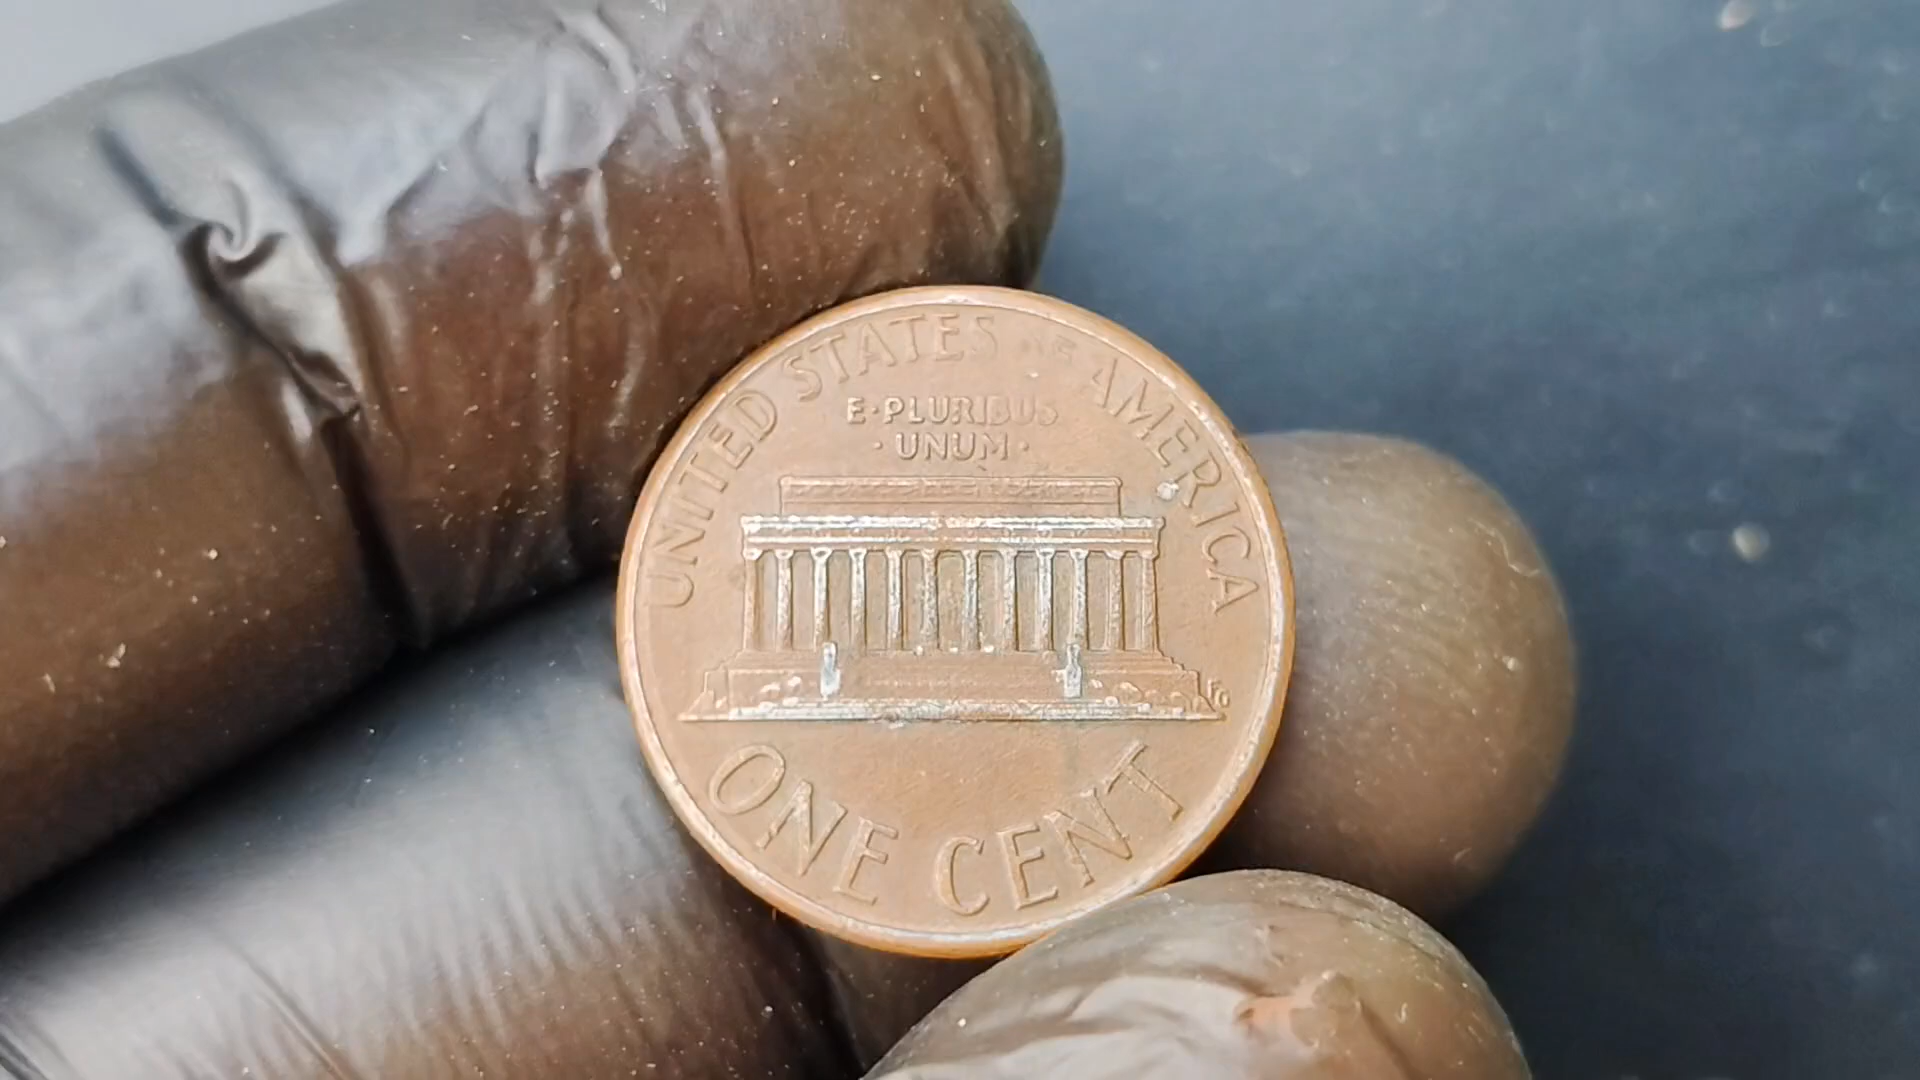 UNITED STATES OF AMERICA
E·PLURIBUS
·UNUM·
FG
ONE CENT